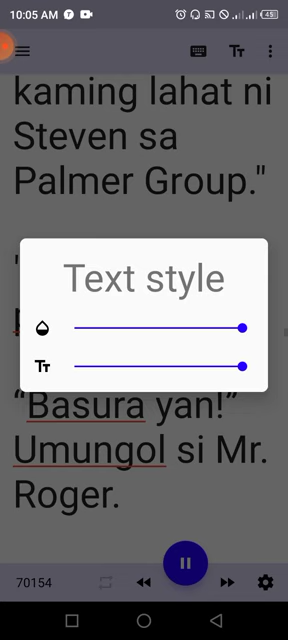 10:05 AM
kaming lahat ni
Steven sa
Palmer Group."
Text style
“Basura yan!”
Umungol si Mr.
Roger.
70154